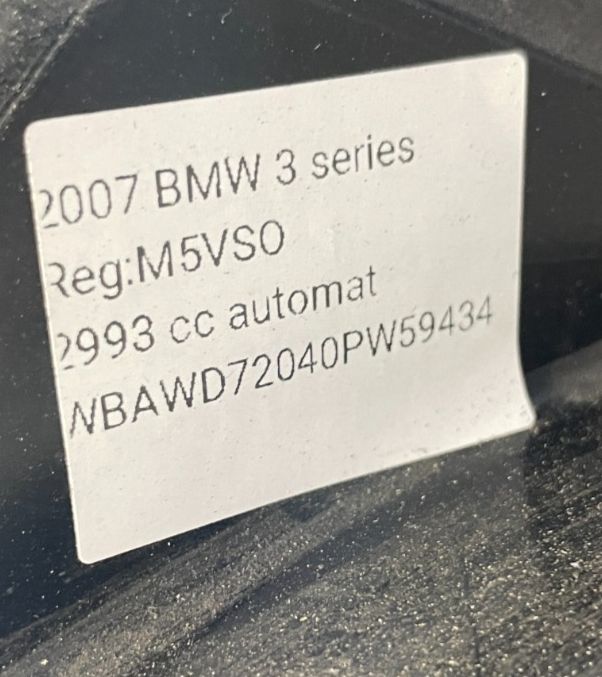 2007 BMW 3 series
Reg:M5VSO
2993 cc automat
WBAWD72040PW59434